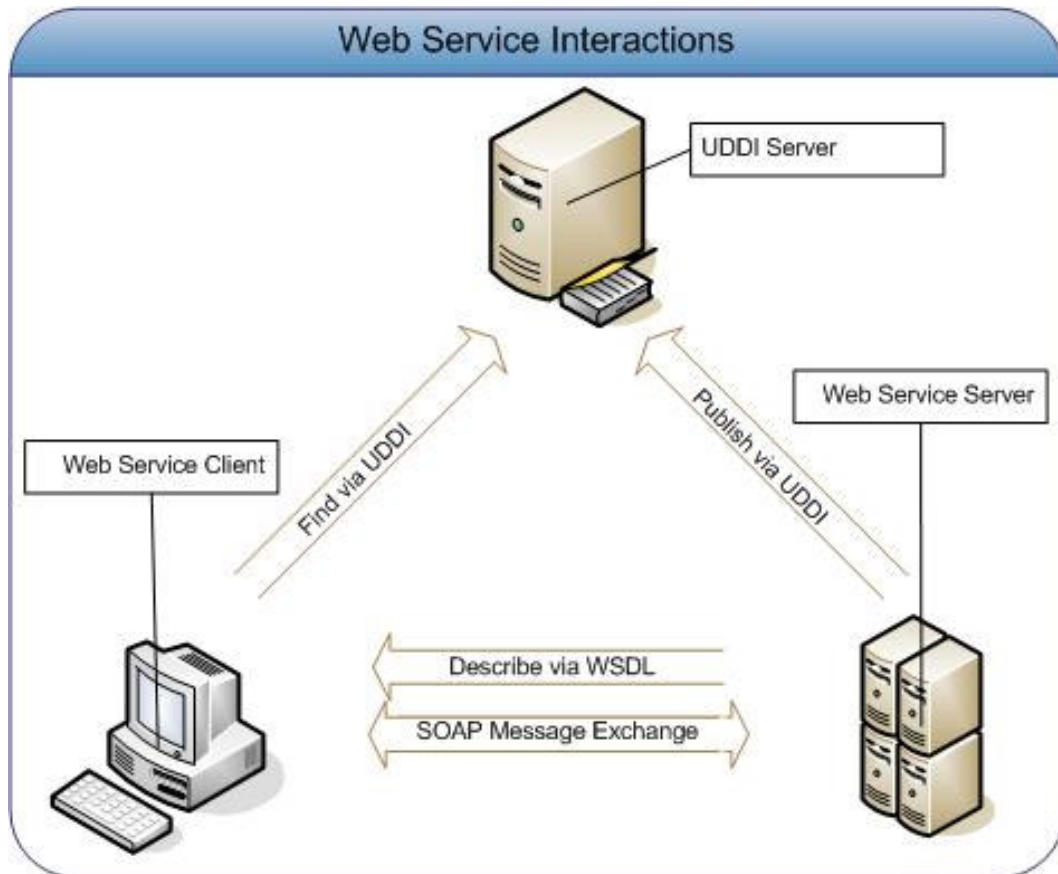 Web Service Interactions
UDDI Server
Web Service Server
Web Service Client
Find via UDDI
Publish via UDDI
Describe via WSDL
SOAP Message Exchange